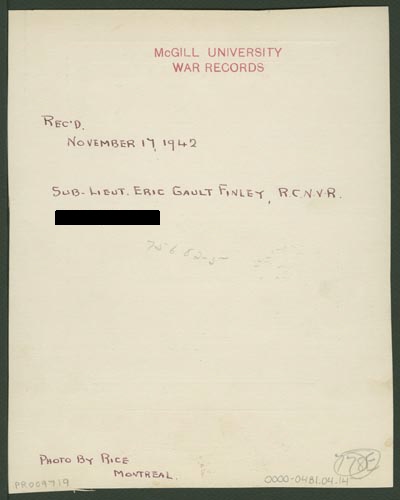 McGILL UNIVERSITY
WAR RECORDS
REC'D.
NOVEMBER 17, 1942
SUB-LIEUT. ERIC GAULT FINLEY, R.C.N.V.R.
PHOTO BY RICE
MONTREAL.
PR009719
0000-0481.04.14